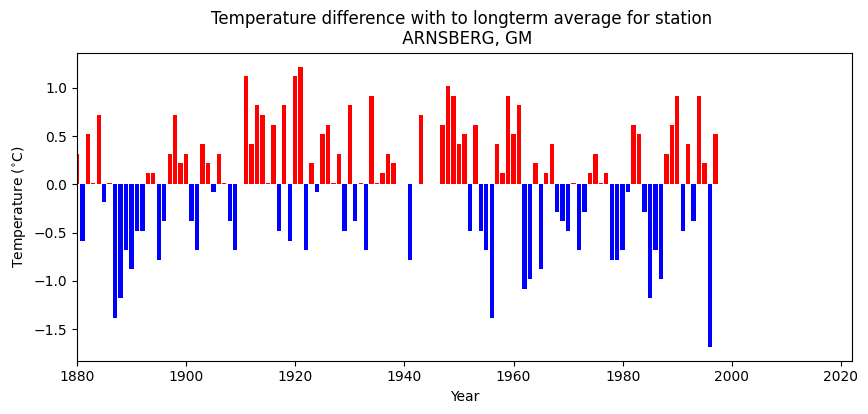 Temperature difference with to longterm average for station
ARNSBERG, GM
1.0
0.5
0.0
−0.5
−1.0
−1.5
Temperature (°C)
1880 1900 1920 1940 1960 1980 2000 2020
Year